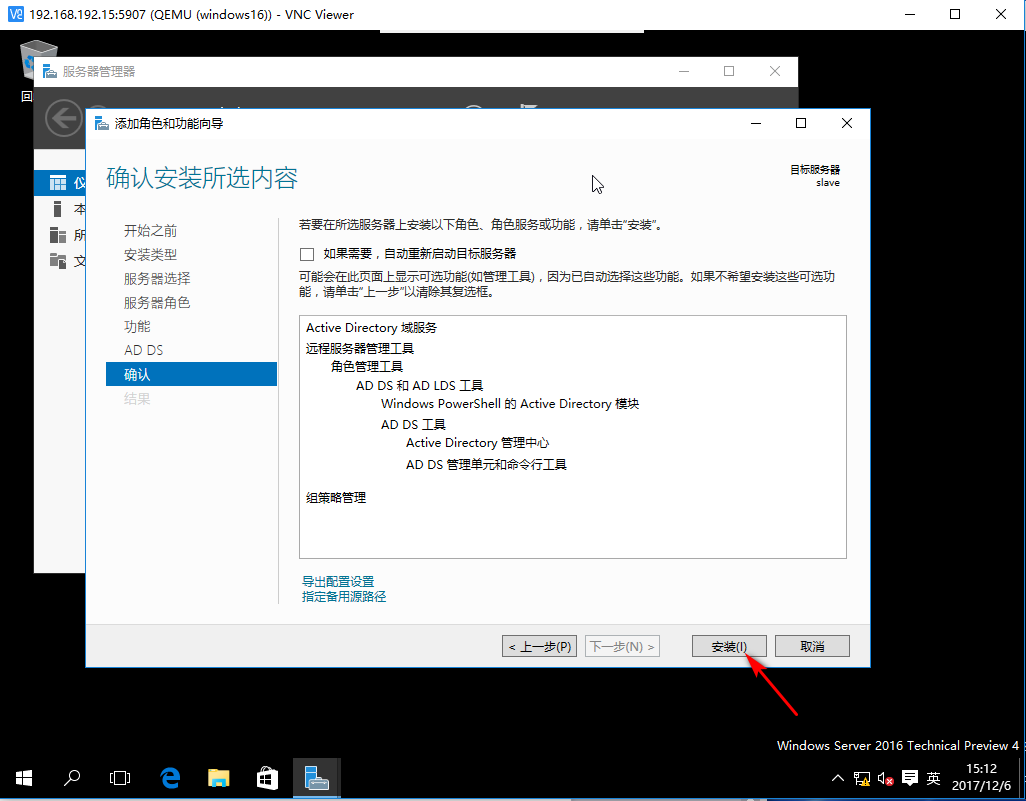 192.168.192.15:5907 (QEMU (windows16)) - VNC Viewer
回
服务器管理器
添加角色和功能向导
仪
本
所
文
确认安装所选内容
目标服务器
slave
开始之前
安装类型
服务器选择
服务器角色
功能
AD DS
确认
结果
若要在所选服务器上安装以下角色、角色服务或功能，请单击"安装"。
如果需要，自动重新启动目标服务器
可能会在此页面上显示可选功能(如管理工具)，因为已自动选择这些功能。如果不希望安装这些可选功
能，请单击"上一步"以清除其复选框。
Active Directory 域服务
远程服务器管理工具
角色管理工具
AD DS 和 AD LDS 工具
Windows PowerShell 的 Active Directory 模块
AD DS 工具
Active Directory 管理中心
AD DS 管理单元和命令行工具
组策略管理
导出配置设置
指定备用源路径
< 上一步(P)
下一步(N) >
安装(I)
取消
Windows Server 2016 Technical Preview 4
英
15:12
2017/12/6